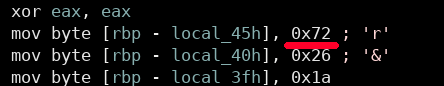 xor eax, eax
mov byte [rbp - local_45h], 0x72 ; 'r'
mov byte [rbp - local_40h], 0x26 ; '&'
mov byte [rbp - local_3fh], 0x1a